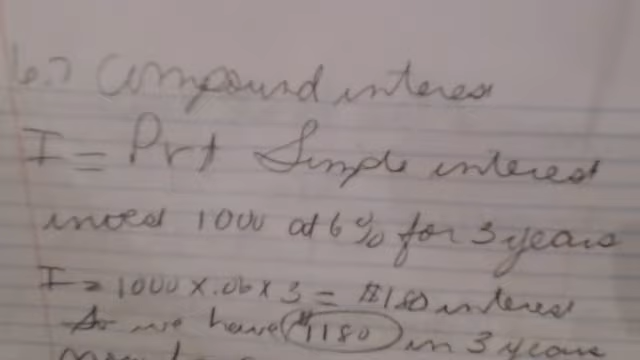 6.7 Compound interes
I = Prt Simple interest
invest 1000 at 6% for 3 years
I = 1000 x .06 x 3 = $180 interest
So we have $1180 in 3 years